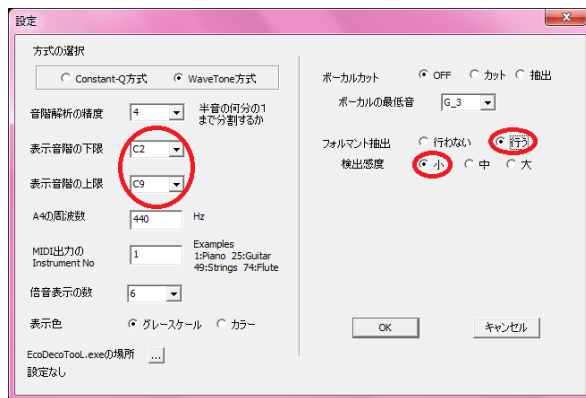 設定
方式の選択
Constant-Q方式 WaveTone方式
音階解析の精度 4 半音の何分の1
まで分割するか
表示音階の下限 C2
表示音階の上限 C9
A4の周波数 440 Hz
MIDI出力の
Instrument No 1
Examples
1:Piano 25:Guitar
49:Strings 74:Flute
倍音表示の数 6
表示色 グレースケール カラー
EcoDecoTooL.exeの場所 ...
設定なし
ボーカルカット OFF カット 抽出
ボーカルの最低音 G_3
フォルマント抽出 行わない 行う
検出感度 小 中 大
OK キャンセル